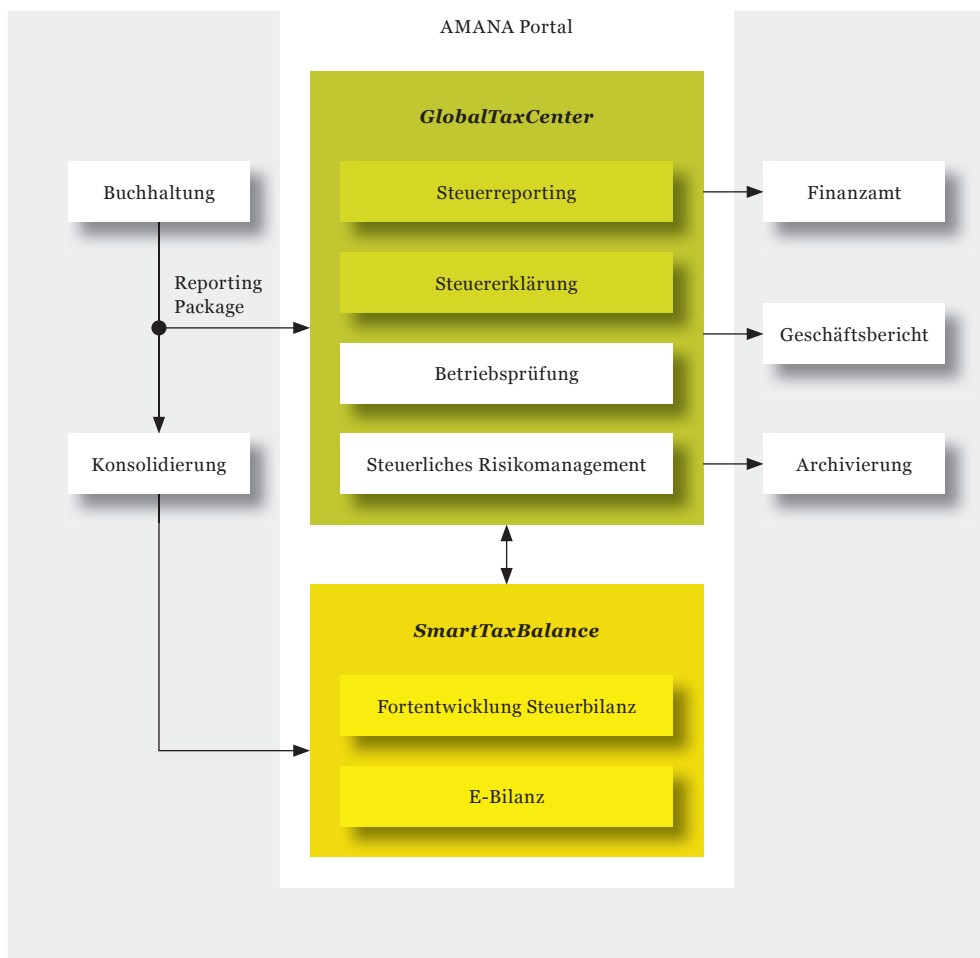 AMANA Portal
GlobalTaxCenter
Buchhaltung
Steuerreporting
Finanzamt
Reporting
Package
Steuererklärung
Geschäftsbericht
Betriebsprüfung
Konsolidierung
Steuerliches Risikomanagement
Archivierung
SmartTaxBalance
Fortentwicklung Steuerbilanz
E-Bilanz